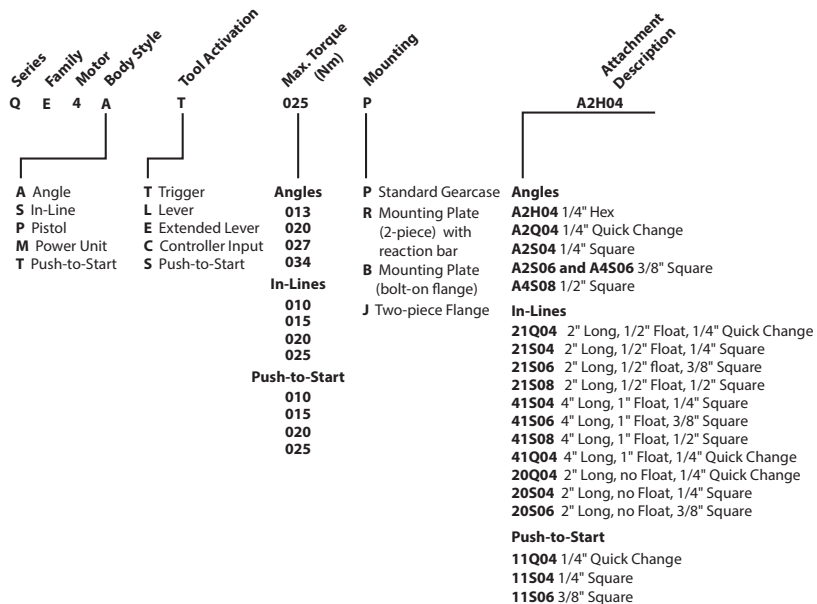 Series
Family
Motor
Body Style
Tool Activation
Max. Torque
(Nm)
Mounting
Attachment
Description
Q E 4 A T 025 P A2H04
A Angle
S In-Line
P Pistol
M Power Unit
T Push-to-Start
T Trigger
L Lever
E Extended Lever
C Controller Input
S Push-to-Start
Angles
013
020
027
034
In-Lines
010
015
020
025
Push-to-Start
010
015
020
025
P Standard Gearcase
R Mounting Plate
(2-piece) with
reaction bar
B Mounting Plate
(bolt-on flange)
J Two-piece Flange
Angles
A2H04 1/4" Hex
A2Q04 1/4" Quick Change
A2S04 1/4" Square
A2S06 and A4S06 3/8" Square
A4S08 1/2" Square
In-Lines
21Q04 2" Long, 1/2" Float, 1/4" Quick Change
21S04 2" Long, 1/2" Float, 1/4" Square
21S06 2" Long, 1/2" float, 3/8" Square
21S08 2" Long, 1/2" Float, 1/2" Square
41S04 4" Long, 1" Float, 1/4" Square
41S06 4" Long, 1" Float, 3/8" Square
41S08 4" Long, 1" Float, 1/2" Square
41Q04 4" Long, 1" Float, 1/4" Quick Change
20Q04 2" Long, no Float, 1/4" Quick Change
20S04 2" Long, no Float, 1/4" Square
20S06 2" Long, no Float, 3/8" Square
Push-to-Start
11Q04 1/4" Quick Change
11S04 1/4" Square
11S06 3/8" Square